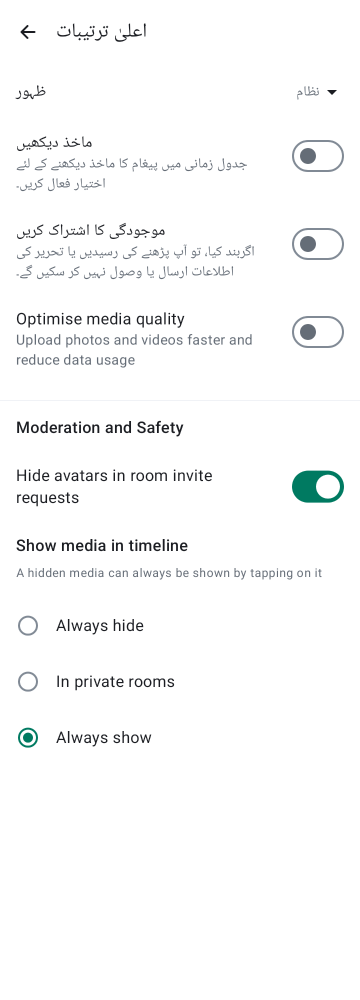 اعلیٰ ترتیبات
ظہور
نظام
ماخذ دیکھیں
جدول زمانی میں پیغام کا ماخذ دیکھنے کے لئے
اختیار فعال کریں۔
موجودگی کا اشتراک کریں
اگربند کیا، تو آپ پڑھنے کی رسیدیں یا تحریر کی
اطلاعات ارسال یا وصول نہیں کر سکیں گے۔
Optimise media quality
Upload photos and videos faster and
reduce data usage
Moderation and Safety
Hide avatars in room invite
requests
Show media in timeline
A hidden media can always be shown by tapping on it
Always hide
In private rooms
Always show